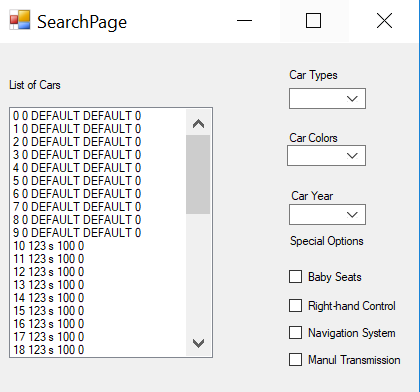 SearchPage
List of Cars
0 0 DEFAULT DEFAULT 0
1 0 DEFAULT DEFAULT 0
2 0 DEFAULT DEFAULT 0
3 0 DEFAULT DEFAULT 0
4 0 DEFAULT DEFAULT 0
5 0 DEFAULT DEFAULT 0
6 0 DEFAULT DEFAULT 0
7 0 DEFAULT DEFAULT 0
8 0 DEFAULT DEFAULT 0
9 0 DEFAULT DEFAULT 0
10 123 s 100 0
11 123 s 100 0
12 123 s 100 0
13 123 s 100 0
14 123 s 100 0
15 123 s 100 0
16 123 s 100 0
17 123 s 100 0
18 123 s 100 0
Car Types
Car Colors
Car Year
Special Options
Baby Seats
Right-hand Control
Navigation System
Manul Transmission